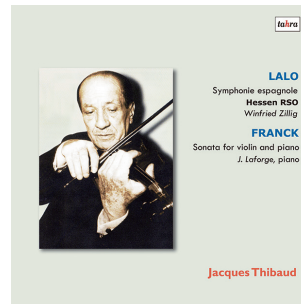 tahra
LALO
Symphonie espagnole
Hessen RSO
Winfried Zillig
FRANCK
Sonata for violin and piano
J. Laforge, piano
Jacques Thibaud